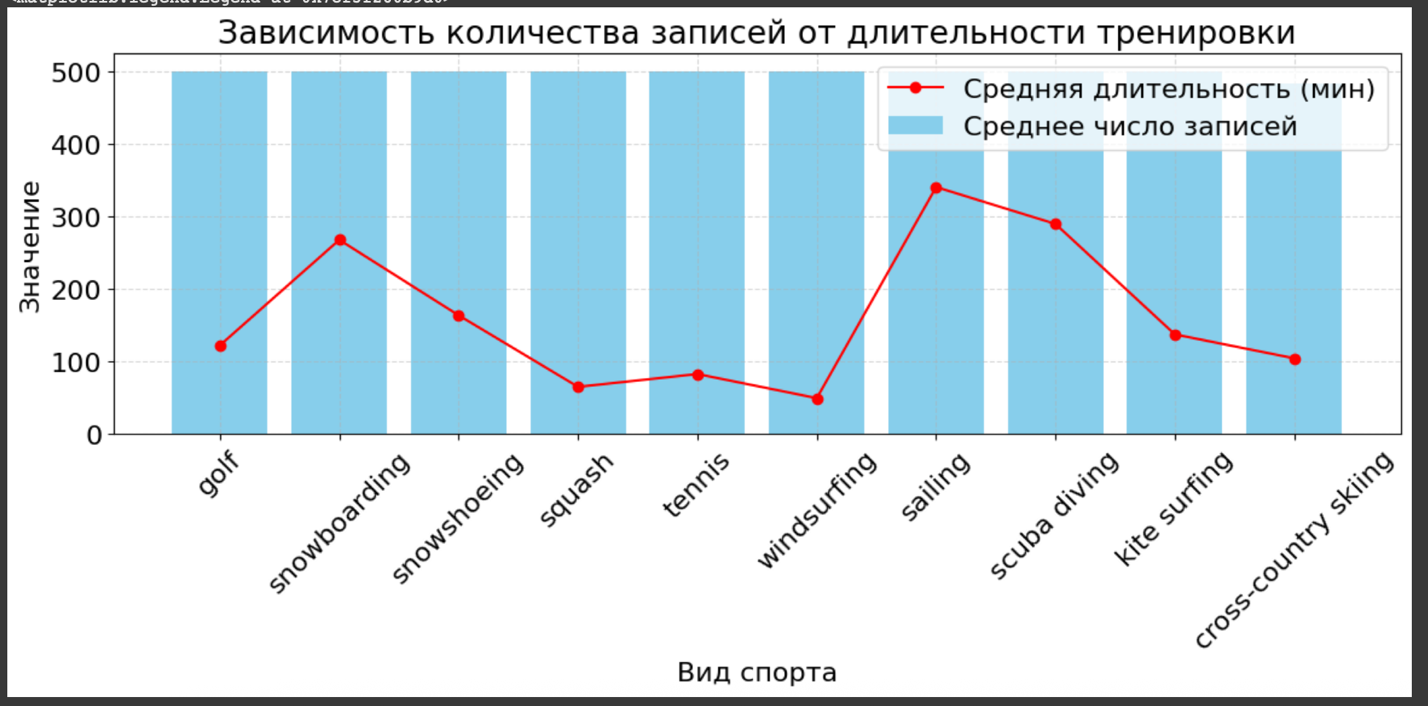 Зависимость количества записей от длительности тренировки
Средняя длительность (мин)
Среднее число записей
Значение
500
400
300
200
100
0
golf
snowboarding
snowshoeing
squash
tennis
windsurfing
sailing
scuba diving
kite surfing
cross-country skiing
Вид спорта